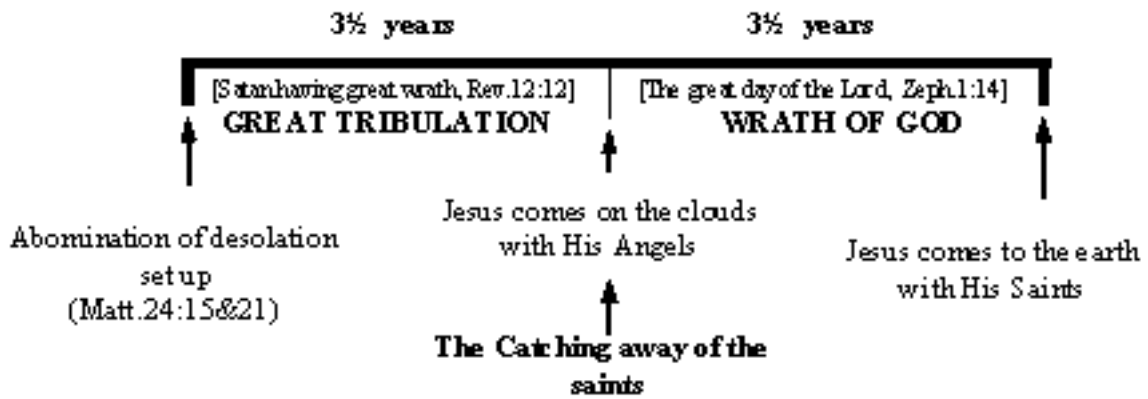 3½ years 3½ years
[Satan having great wrath, Rev.12:12] [The great day of the Lord, Zeph.1:14]
GREAT TRIBULATION WRATH OF GOD
Abomination of desolation
set up
(Matt.24:15&21)
Jesus comes on the clouds
with His Angels
Jesus comes to the earth
with His Saints
The Catching away of the
saints